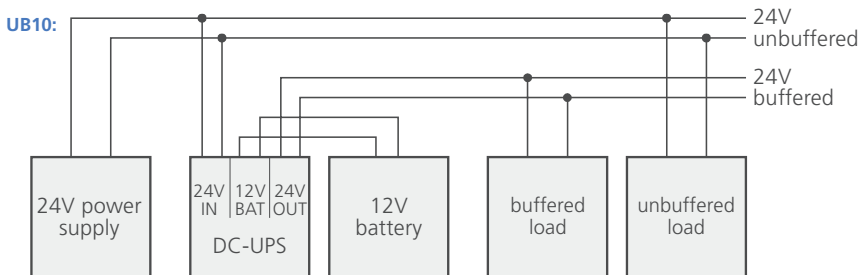 UB10:
24V
unbuffered
24V
buffered
24V power
supply
24V
IN
12V
BAT
24V
OUT
DC-UPS
12V
battery
buffered
load
unbuffered
load